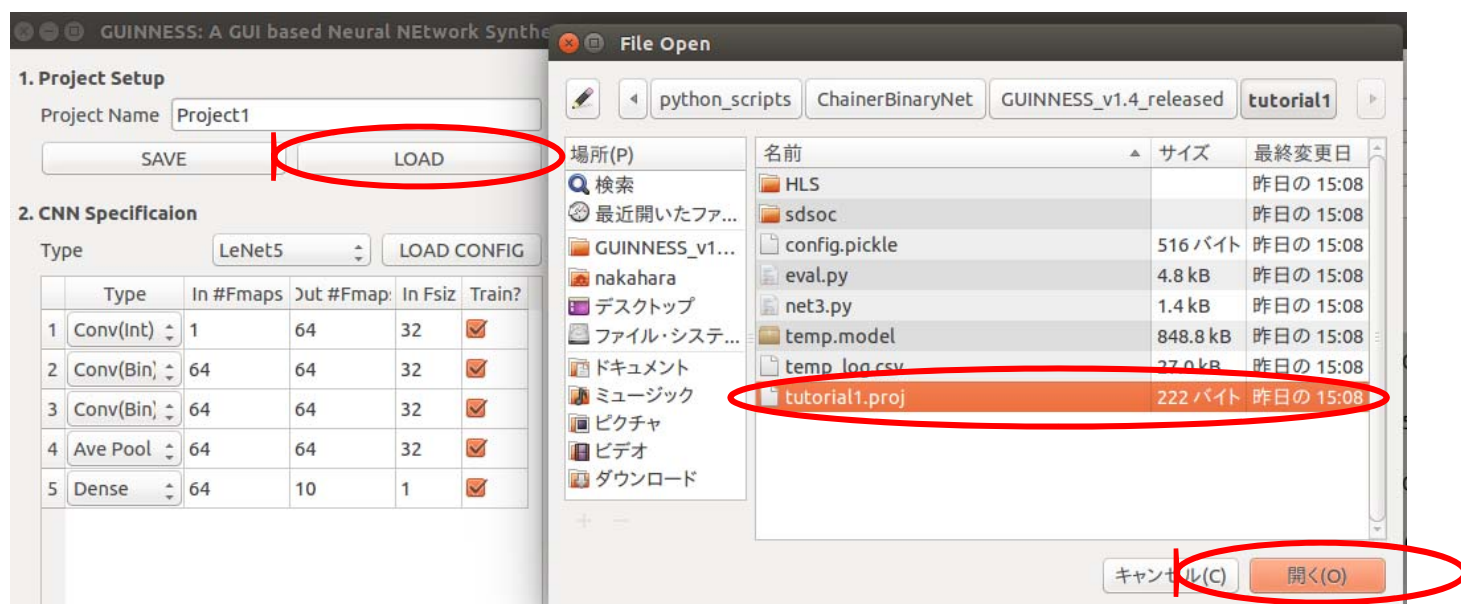 GUINNESS: A GUI based Neural NEtwork Synthe
1. Project Setup
Project Name Project1
SAVE LOAD
2. CNN Specificaion
Type LeNet5 LOAD CONFIG
Type In #Fmaps Out #Fmap In Fsiz Train?
1 Conv(Int) 1 64 32
2 Conv(Bin) 64 64 32
3 Conv(Bin) 64 64 32
4 Ave Pool 64 64 32
5 Dense 64 10 1
File Open
python_scripts ChainerBinaryNet GUINNESS_v1.4_released tutorial1
場所(P)
検索
最近開いたファ...
GUINNESS_v1...
nakahara
デスクトップ
ファイル・システ...
ドキュメント
ミュージック
ピクチャ
ビデオ
ダウンロード
名前 サイズ 最終変更日
HLS 昨日の 15:08
sdsoc 昨日の 15:08
config.pickle 516 バイト 昨日の 15:08
eval.py 4.8 kB 昨日の 15:08
net3.py 1.4 kB 昨日の 15:08
temp.model 848.8 kB 昨日の 15:08
temp_log.csv 27.0 kB 昨日の 15:08
tutorial1.proj 222 バイト 昨日の 15:08
キャンセル(C) 開く(O)